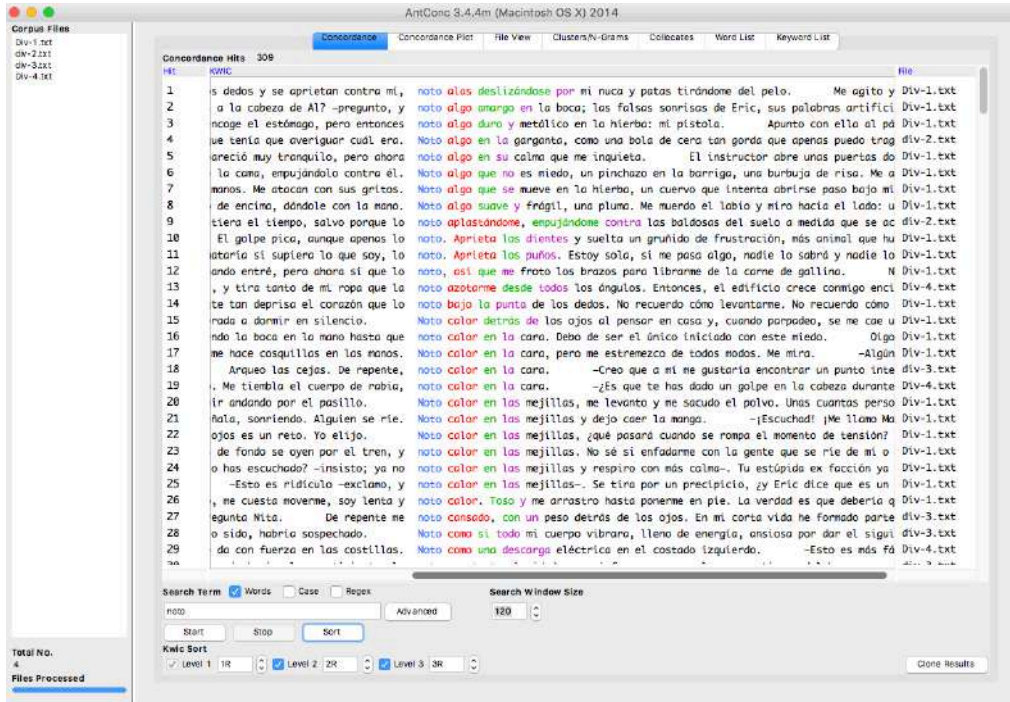 AntConc 3.4.4m (Macintosh OS X) 2014
Corpus Files
Div-1.txt
div-2.txt
div-3.txt
Div-4.txt
Concordance Concordance Plot File View Clusters/N-Grams Collocates Word List Keyword List
Concordance Hits 309
Hit KWIC File
1 s dedos y se aprietan contra mí, noto alas deslizándose por mi nuca y patas tirándome del pelo. Me agito y Div-1.txt
2 a la cabeza de Al? –pregunto, y noto algo amargo en la boca; las falsas sonrisas de Eric, sus palabras artifici Div-1.txt
3 ncoge el estómago, pero entonces noto algo duro y metálico en la hierba: mi pistola. Apunto con ella al pá Div-1.txt
4 ue tenía que averiguar cuál era. Noto algo en la garganta, como una bola de cera tan gorda que apenas puedo trag div-2.txt
5 areció muy tranquilo, pero ahora noto algo en su calma que me inquieta. El instructor abre unas puertas do Div-1.txt
6 la cama, empujándolo contra él. Noto algo que no es miedo, un pinchazo en la barriga, una burbuja de risa. Me a Div-1.txt
7 manos. Me atacan con sus gritos. Noto algo que se mueve en la hierba, un cuervo que intenta abrirse paso bajo mi Div-1.txt
8 de encima, dándole con la mano. Noto algo suave y frágil, una pluma. Me muerdo el labio y miro hacia el lado: u Div-1.txt
9 tiera el tiempo, salvo porque lo noto aplastándome, empujándome contra las baldosas del suelo a medida que se ac div-2.txt
10 El golpe pica, aunque apenas lo noto. Aprieta los dientes y suelta un gruñido de frustración, más animal que hu Div-1.txt
11 ataría si supiera lo que soy, lo noto. Aprieta los puños. Estoy sola, si me pasa algo, nadie lo sabrá y nadie lo Div-1.txt
12 ando entré, pero ahora sí que lo noto, así que me froto los brazos para librarme de la carne de gallina. N Div-1.txt
13 , y tira tanto de mi ropa que la noto azotarme desde todos los ángulos. Entonces, el edificio crece conmigo enci Div-4.txt
14 te tan deprisa el corazón que lo noto bajo la punta de los dedos. No recuerdo cómo levantarme. No recuerdo cómo Div-1.txt
15 rada a dormir en silencio. Noto calor detrás de los ojos al pensar en casa y, cuando parpadeo, se me cae u Div-1.txt
16 ndo la boca en la mano hasta que noto calor en la cara. Debo de ser el único iniciado con este miedo. Oigo Div-1.txt
17 me hace cosquillas en las manos. Noto calor en la cara, pero me estremezco de todos modos. Me mira. –Algún Div-1.txt
18 Arqueo las cejas. De repente, noto calor en la cara. –Creo que a mí me gustaría encontrar un punto inte div-3.txt
19 . Me tiembla el cuerpo de rabia, noto calor en la cara. –¿Es que te has dado un golpe en la cabeza durante Div-4.txt
20 ir andando por el pasillo. Noto calor en las mejillas, me levanto y me sacudo el polvo. Unas cuantas perso Div-1.txt
21 ñala, sonriendo. Alguien se ríe. Noto calor en las mejillas y dejo caer la manga. –¡Escuchad! ¡Me llamo Ma Div-1.txt
22 ojos es un reto. Yo elijo. Noto calor en las mejillas, ¿qué pasará cuando se rompa el momento de tensión? Div-1.txt
23 de fondo se oyen por el tren, y noto calor en las mejillas. No sé si enfadarme con la gente que se ríe de mí o Div-1.txt
24 o has escuchado? –insisto; ya no noto calor en las mejillas y respiro con más calma–. Tu estúpida ex facción ya Div-1.txt
25 –Esto es ridículo –exclamo, y noto calor en las mejillas–. Se tira por un precipicio, ¿y Eric dice que es un Div-1.txt
26 , me cuesta moverme, soy lenta y noto calor. Toso y me arrastro hasta ponerme en pie. La verdad es que debería q Div-1.txt
27 egunta Nita. De repente me noto cansado, con un peso detrás de los ojos. En mi corta vida he formado parte div-3.txt
28 o sido, habría sospechado. Noto como si todo mi cuerpo vibrara, lleno de energía, ansiosa por dar el sigui div-3.txt
29 da con fuerza en las costillas. Noto como una descarga eléctrica en el costado izquierdo. –Esto es más fá Div-4.txt
Search Term Words Case Regex Search Window Size
noto Advanced 120
Start Stop Sort
Total No. Kwic Sort
4 Level 1 1R Level 2 2R Level 3 3R Clone Results
Files Processed